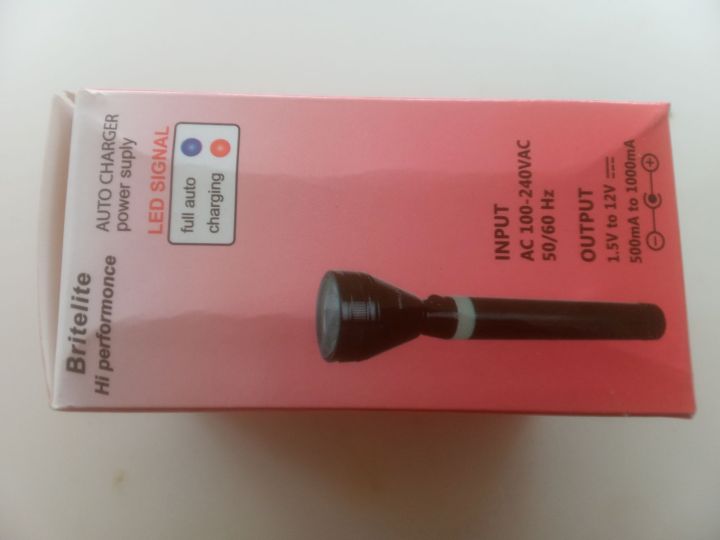 Britelite
Hi performonce
AUTO CHARGER
power suply
LED SIGNAL
full auto
charging
INPUT
AC 100-240VAC
50/60 Hz
OUTPUT
1.5V to 12V
500mA to 1000mA